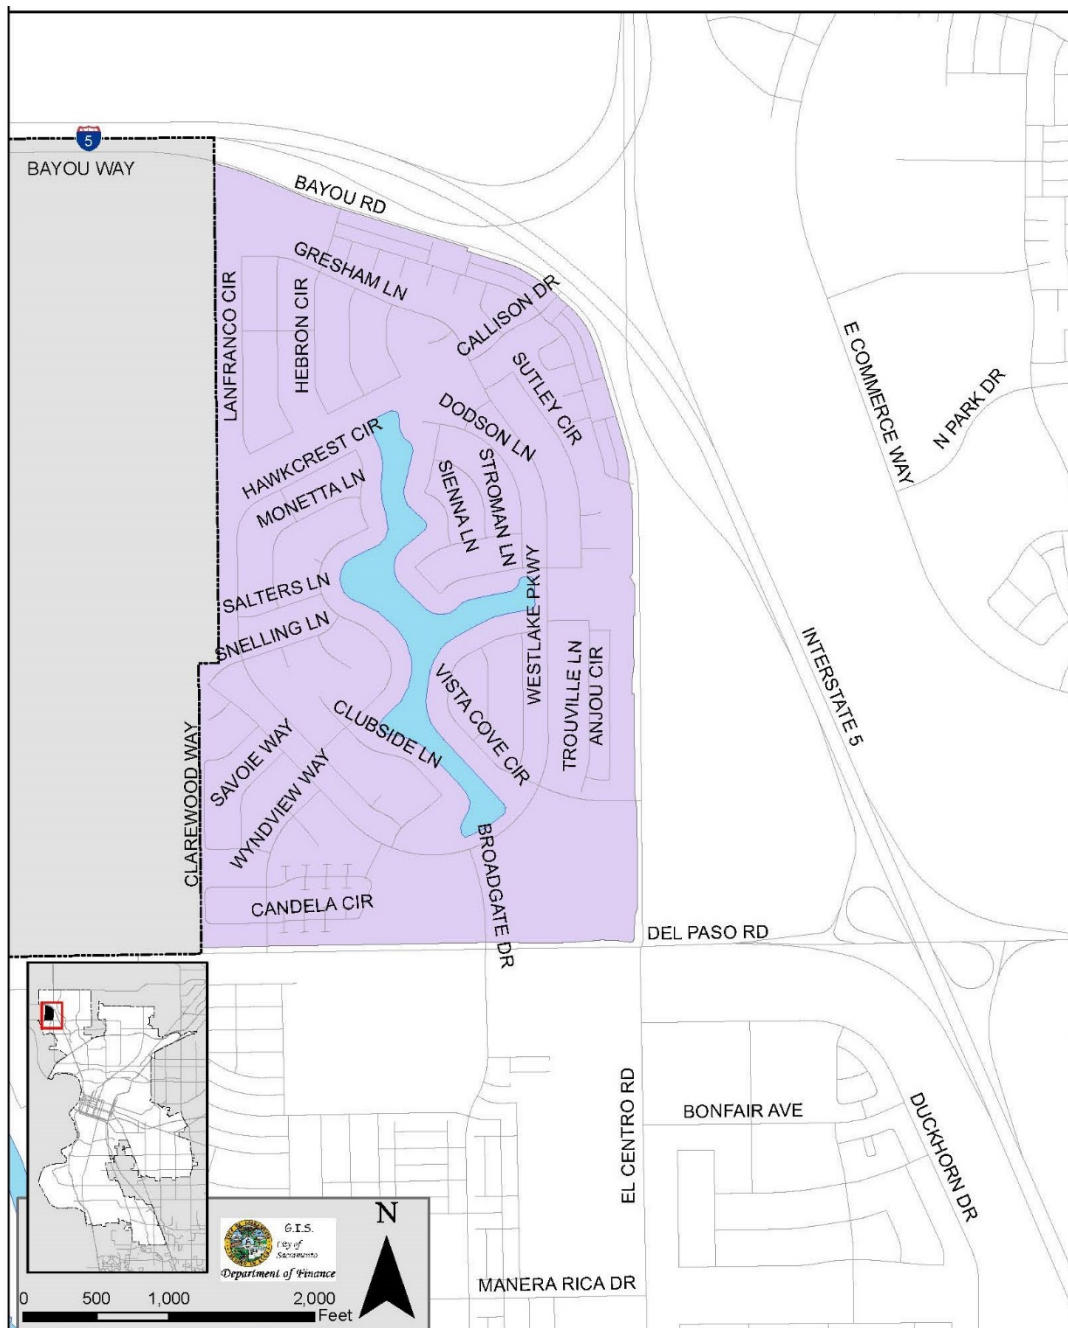 5
BAYOU WAY
BAYOU RD
GRESHAM LN
CALLISON DR
LANFRANCO CIR
HEBRON CIR
SUTLEY CIR
E COMMERCE WAY
N PARK DR
DODSON LN
HAWKCREST CIR
STROMAN LN
SIENNA LN
MONETTA LN
SALTERS LN
SNELLING LN
WESTLAKE PKWY
INTERSTATE 5
TROUVILLE LN
ANJOU CIR
VISTA COVE CIR
CLUBSIDE LN
SAVOIE WAY
WYNDVIEW WAY
CLAREWOOD WAY
BROADGATE DR
CANDELA CIR
DEL PASO RD
EL CENTRO RD
BONFAIR AVE
DUCKHORN DR
MANERA RICA DR
G.I.S.
City of
Sacramento
Department of Finance
N
0 500 1,000 2,000
Feet